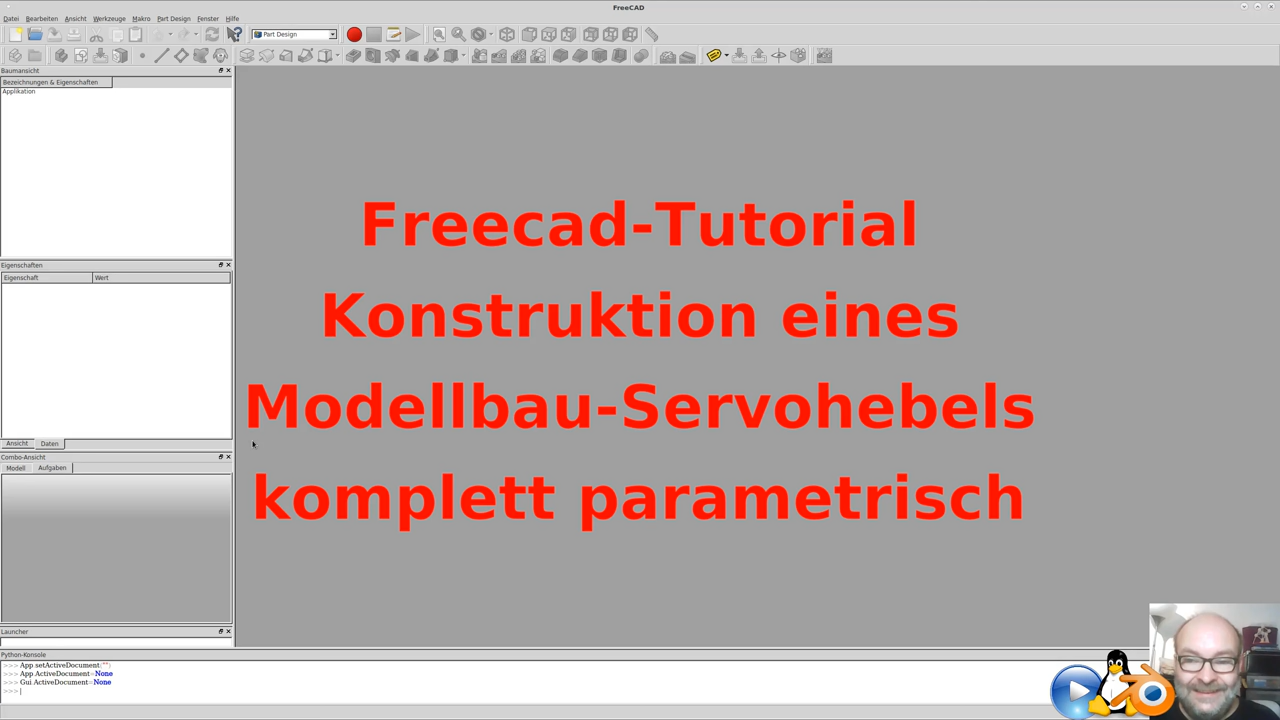 FreeCAD
Datei Bearbeiten Ansicht Werkzeuge Makro Part Design Fenster Hilfe
Part Design
Baumansicht
Bezeichnungen & Eigenschaften
Applikation
Freecad-Tutorial
Konstruktion eines
Modellbau-Servohebels
komplett parametrisch
Eigenschaften
Eigenschaft Wert
Ansicht Daten
Combo-Ansicht
Modell Aufgaben
Launcher
Python-Konsole
>>> App setActiveDocument("")
>>> App ActiveDocument=None
>>> Gui ActiveDocument=None
>>>